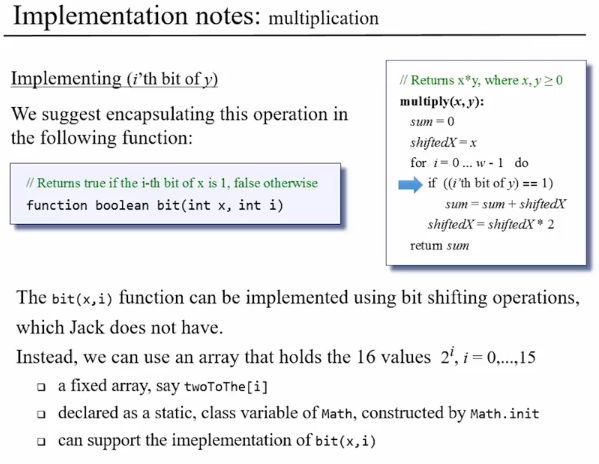 Implementation notes: multiplication
Implementing (i'th bit of y)
We suggest encapsulating this operation in
the following function:
// Returns true if the i-th bit of x is 1, false otherwise
function boolean bit(int x, int i)
// Returns x*y, where x, y ≥ 0
multiply(x, y):
sum = 0
shiftedX = x
for i = 0 ... w - 1 do
if ((i'th bit of y) == 1)
sum = sum + shiftedX
shiftedX = shiftedX * 2
return sum
The bit(x,i) function can be implemented using bit shifting operations,
which Jack does not have.
Instead, we can use an array that holds the 16 values 2^i, i = 0,...,15
❑ a fixed array, say twoToThe[i]
❑ declared as a static, class variable of Math, constructed by Math.init
❑ can support the imeplementation of bit(x,i)